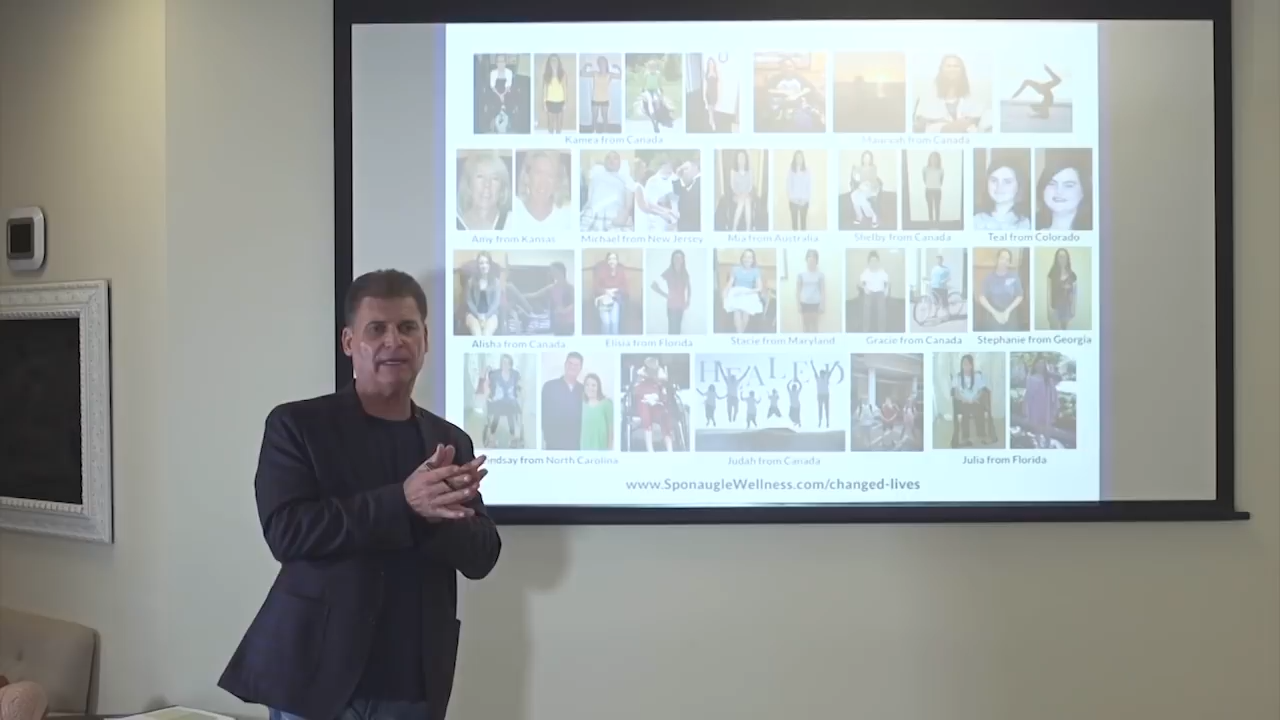 Kamea from Canada
from Canada
Amy from Kansas Michael from New Jersey Mia from Australia Shelby from Canada Teal from Colorado
Alisha from Canada Elisia from Florida Stacie from Maryland Gracie from Canada Stephanie from Georgia
HEALED
from North Carolina Judah from Canada Julia from Florida
www.SponaugleWellness.com/changed-lives